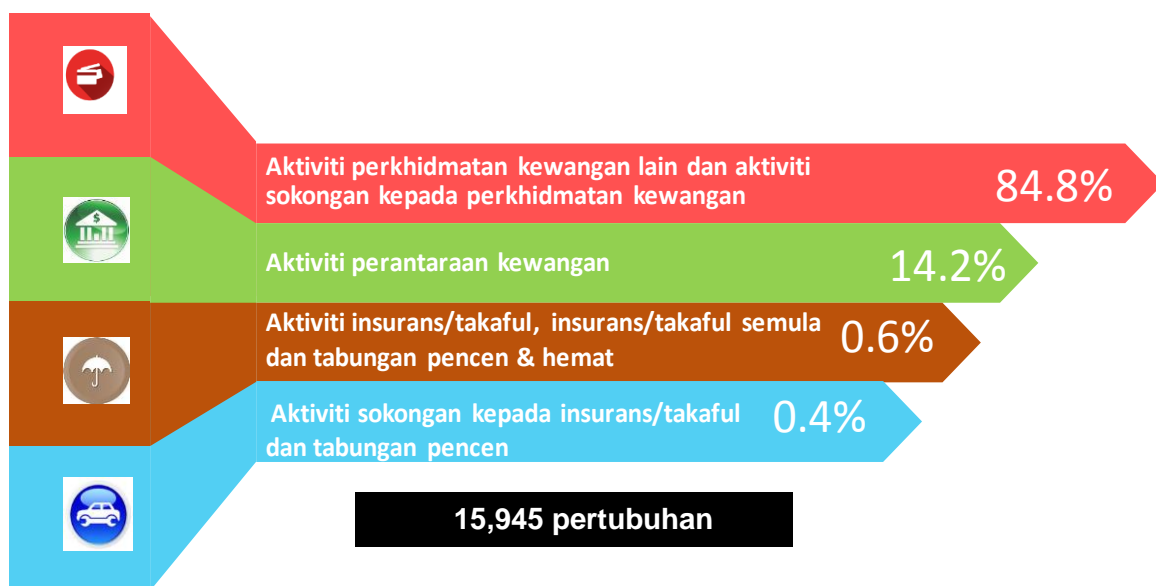 Aktiviti perkhidmatan kewangan lain dan aktiviti
sokongan kepada perkhidmatan kewangan
84.8%
Aktiviti perantaraan kewangan
14.2%
Aktiviti insurans/takaful, insurans/takaful semula
dan tabungan pencen & hemat
0.6%
Aktiviti sokongan kepada insurans/takaful
dan tabungan pencen
0.4%
15,945 pertubuhan